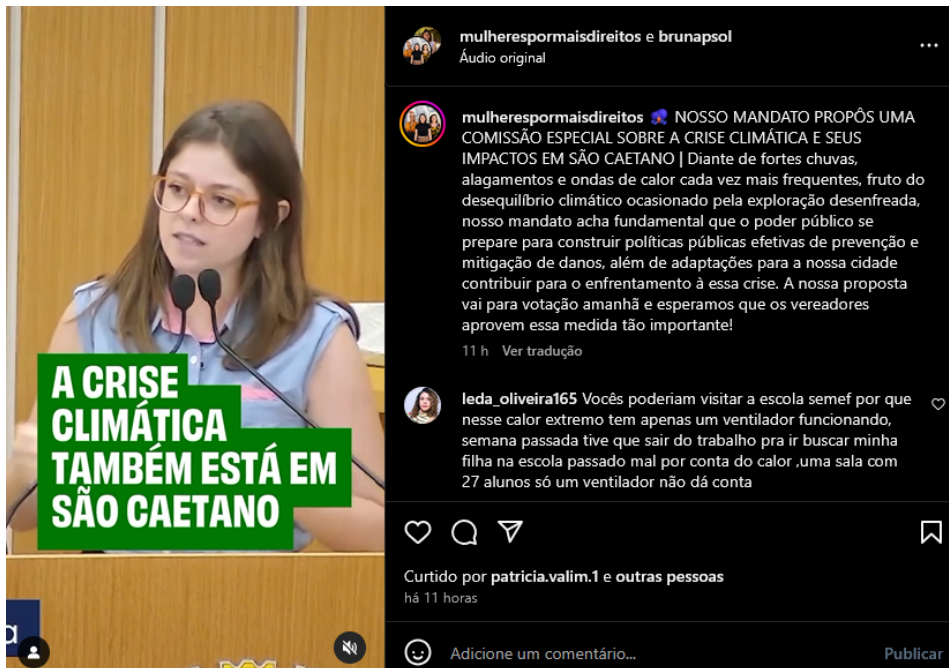 A CRISE
CLIMÁTICA
TAMBÉM ESTÁ EM
SÃO CAETANO
a
mulherespormaisdireitos e brunapsol
Áudio original
mulherespormaisdireitos NOSSO MANDATO PROPÔS UMA
COMISSÃO ESPECIAL SOBRE A CRISE CLIMÁTICA E SEUS
IMPACTOS EM SÃO CAETANO | Diante de fortes chuvas,
alagamentos e ondas de calor cada vez mais frequentes, fruto do
desequilíbrio climático ocasionado pela exploração desenfreada,
nosso mandato acha fundamental que o poder público se
prepare para construir políticas públicas efetivas de prevenção e
mitigação de danos, além de adaptações para a nossa cidade
contribuir para o enfrentamento à essa crise. A nossa proposta
vai para votação amanhã e esperamos que os vereadores
aprovem essa medida tão importante!
11 h Ver tradução
leda_oliveira165 Vocês poderiam visitar a escola semef por que
nesse calor extremo tem apenas um ventilador funcionando,
semana passada tive que sair do trabalho pra ir buscar minha
filha na escola passado mal por conta do calor ,uma sala com
27 alunos só um ventilador não dá conta
Curtido por patricia.valim.1 e outras pessoas
há 11 horas
Adicione um comentário...
Publicar